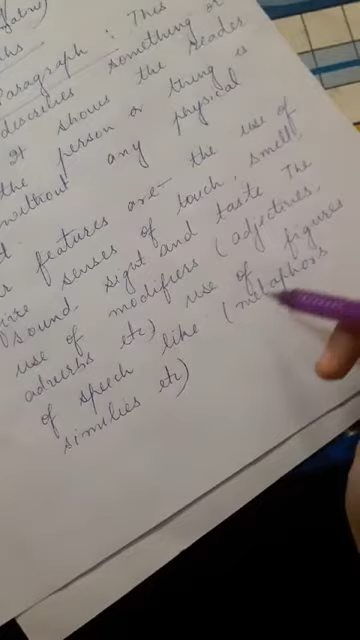 Paragraph : This
describes something or
It shows the reader
the person or thing is
without any physical
features are the use of
senses of touch, smell,
sound sight and taste The
use of modifiers (adjectives,
adverbs etc) use of figures
of speech like (metaphors
similies etc)